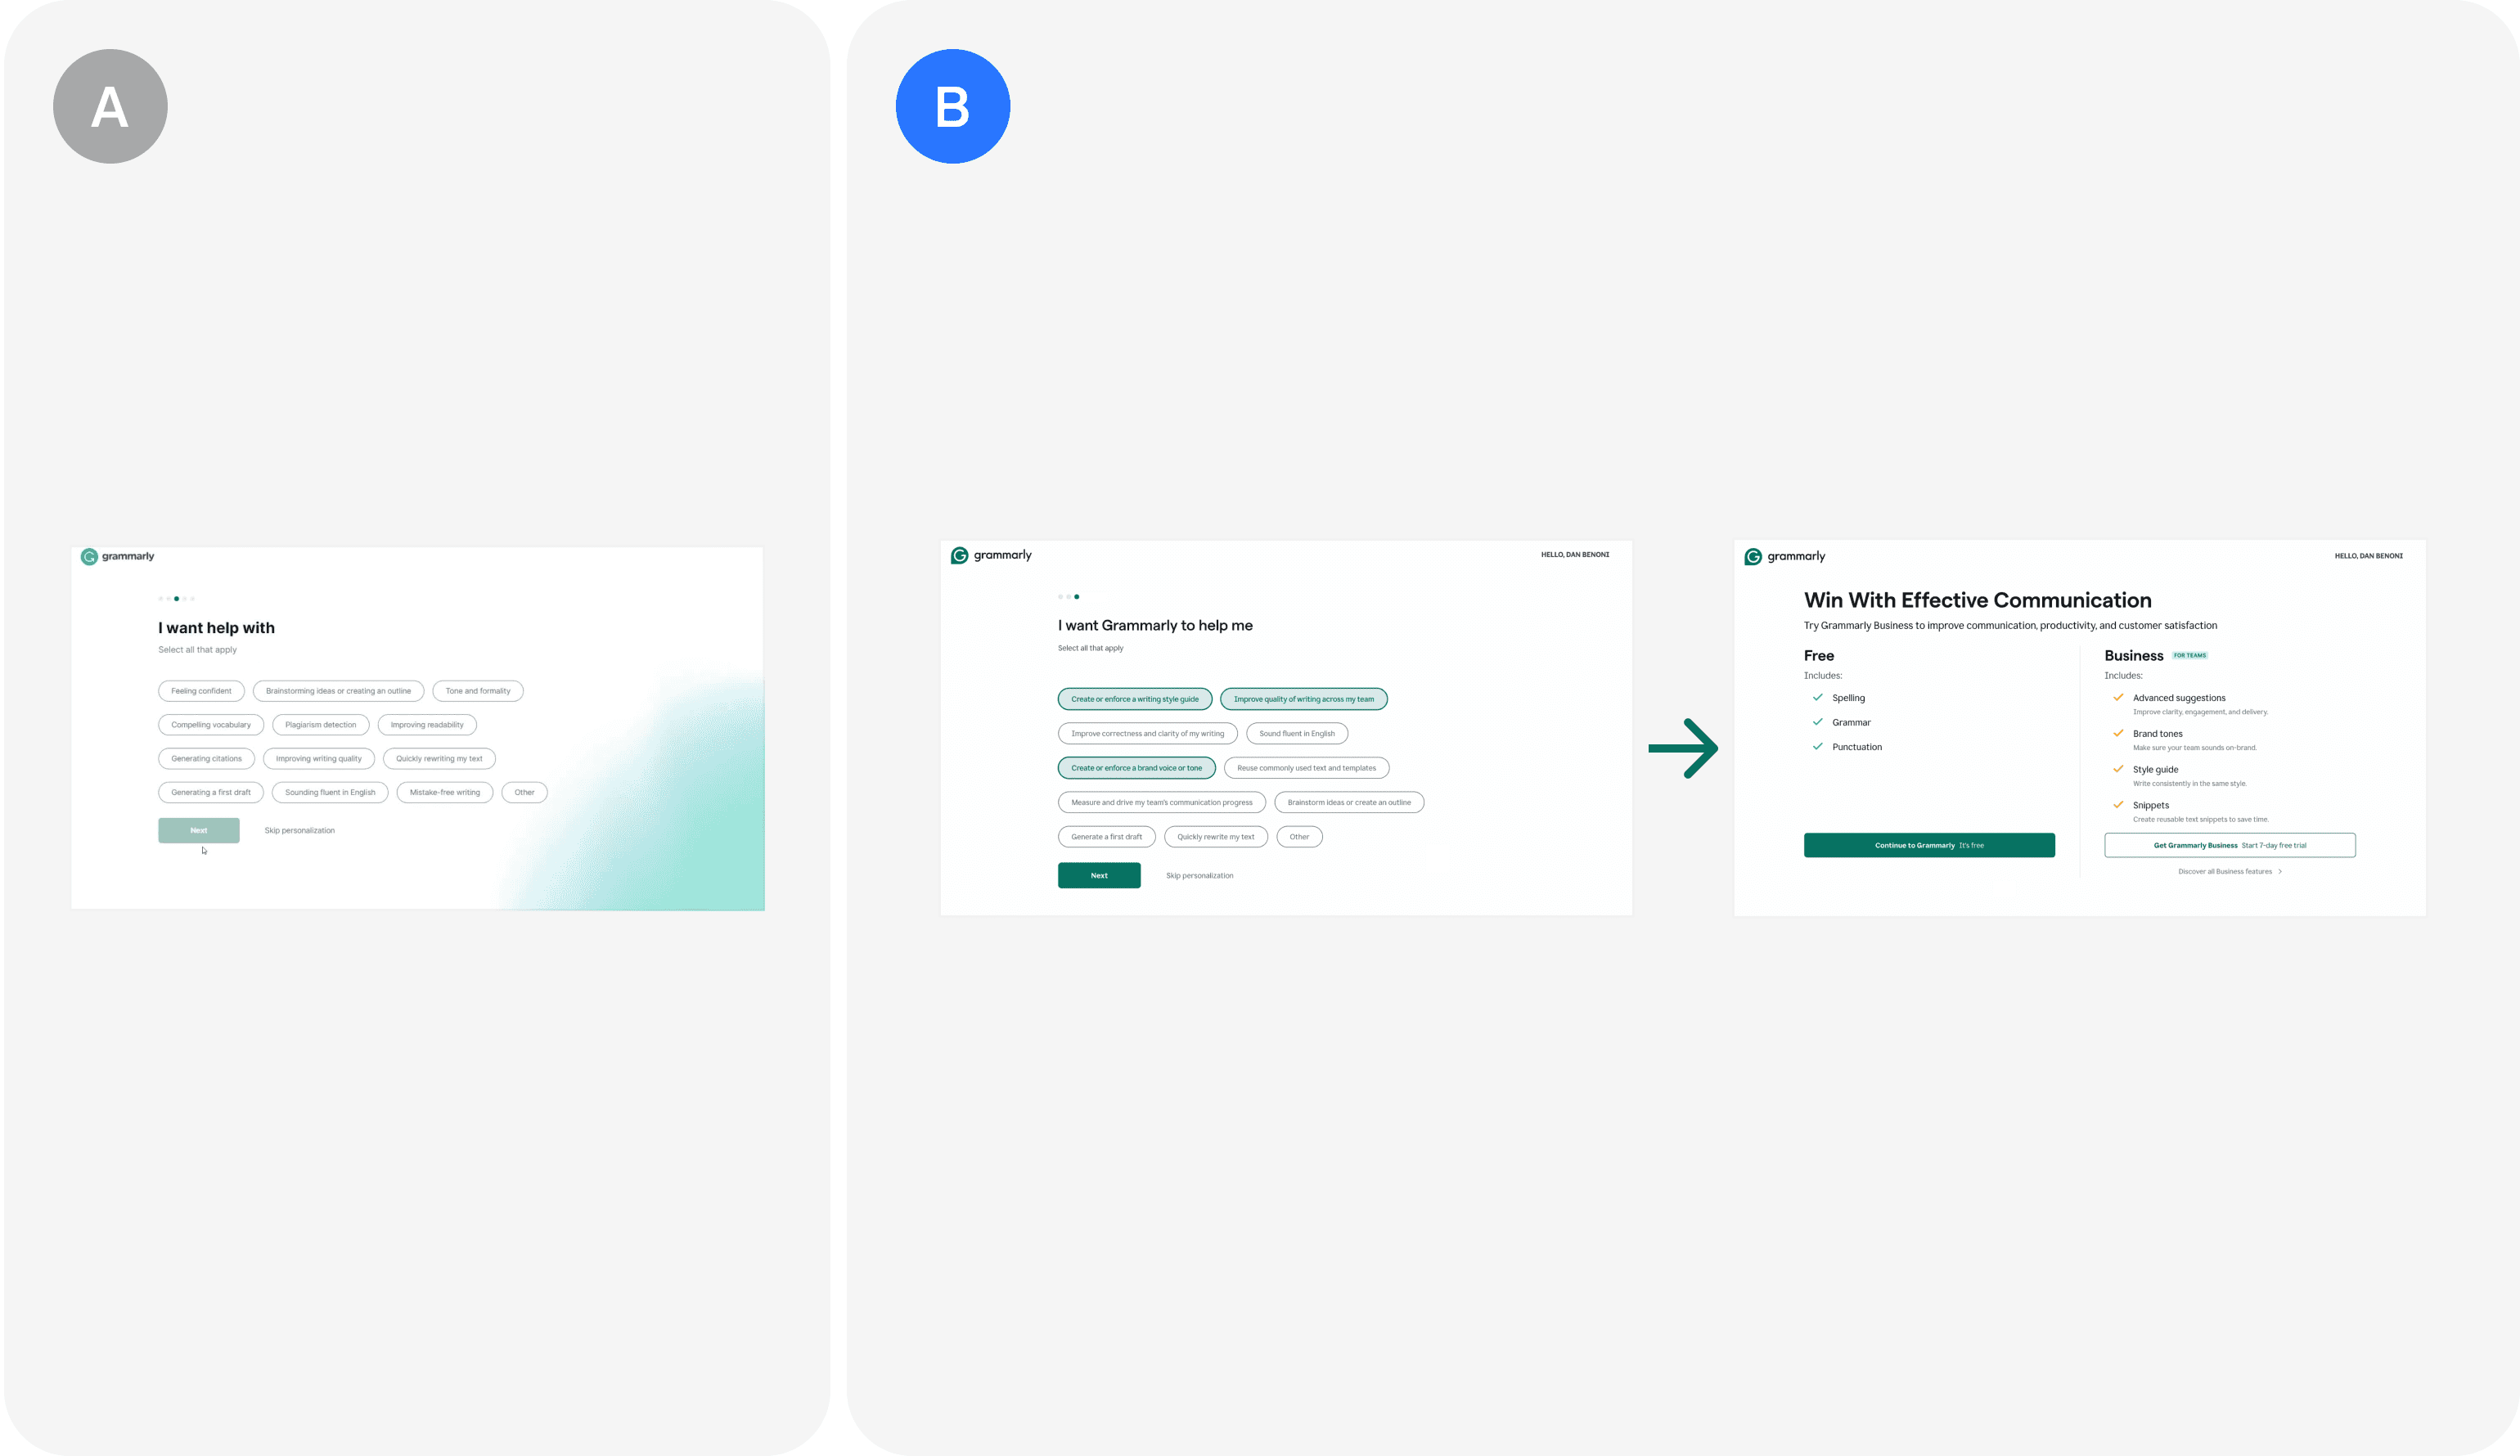 A
grammarly
I want help with
Select all that apply
Feeling confident Brainstorming ideas or creating an outline Tone and formality
Compelling vocabulary Plagiarism detection Improving readability
Generating citations Improving writing quality Quickly rewriting my text
Generating a first draft Sounding fluent in English Mistake-free writing Other
Next Skip personalization
B
grammarly HELLO, DAN BENONI
I want Grammarly to help me
Select all that apply
Create or enforce a writing style guide Improve quality of writing across my team
Improve correctness and clarity of my writing Sound fluent in English
Create or enforce a brand voice or tone Reuse commonly used text and templates
Measure and drive my team's communication progress Brainstorm ideas or create an outline
Generate a first draft Quickly rewrite my text Other
Next Skip personalization
grammarly HELLO, DAN BENONI
Win With Effective Communication
Try Grammarly Business to improve communication, productivity, and customer satisfaction
Free
Includes:
Spelling
Grammar
Punctuation
Continue to Grammarly It's free
Business FOR TEAMS
Includes:
Advanced suggestions
Improve clarity, engagement, and delivery.
Brand tones
Make sure your team sounds on-brand.
Style guide
Write consistently in the same style.
Snippets
Create reusable text snippets to save time.
Get Grammarly Business Start 7-day free trial
Discover all Business features